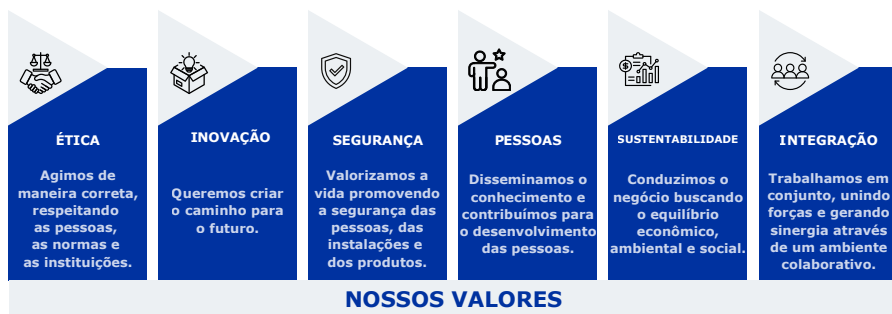 ÉTICA
Agimos de
maneira correta,
respeitando
as pessoas,
as normas e
as instituições.
INOVAÇÃO
Queremos criar
o caminho para
o futuro.
SEGURANÇA
Valorizamos a
vida promovendo
a segurança das
pessoas, das
instalações e
dos produtos.
PESSOAS
Disseminamos o
conhecimento e
contribuímos para
o desenvolvimento
das pessoas.
SUSTENTABILIDADE
Conduzimos o
negócio buscando
o equilíbrio
econômico,
ambiental e social.
INTEGRAÇÃO
Trabalhamos em
conjunto, unindo
forças e gerando
sinergia através
de um ambiente
colaborativo.
NOSSOS VALORES